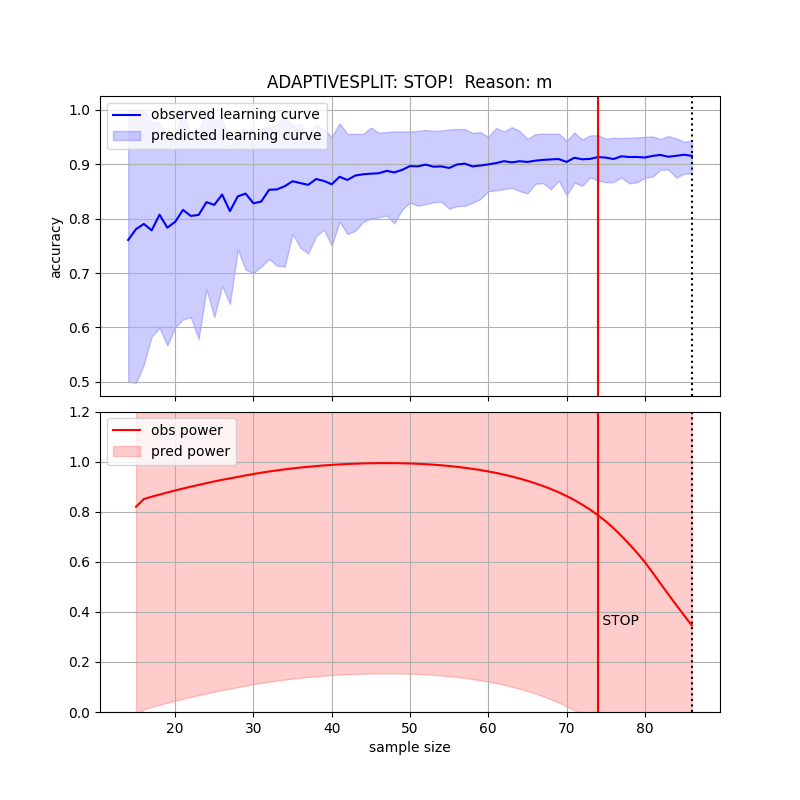 ADAPTIVESPLIT: STOP!  Reason: m
1.0
0.9
0.8
0.7
0.6
0.5
accuracy
observed learning curve
predicted learning curve
1.2
1.0
0.8
0.6
0.4
0.2
0.0
obs power
pred power
STOP
20 30 40 50 60 70 80
sample size